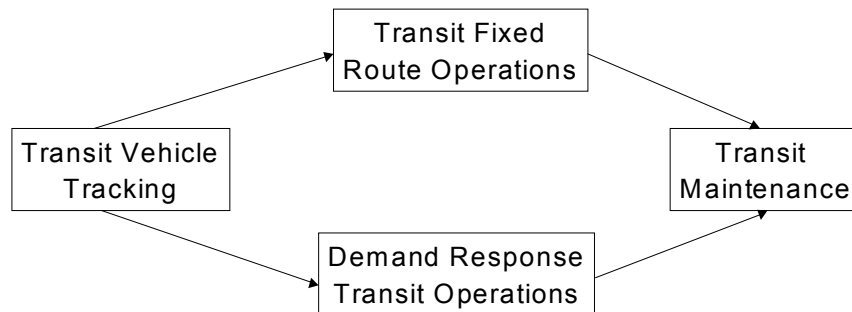 Transit Fixed
Route Operations
Transit Vehicle
Tracking
Transit
Maintenance
Demand Response
Transit Operations